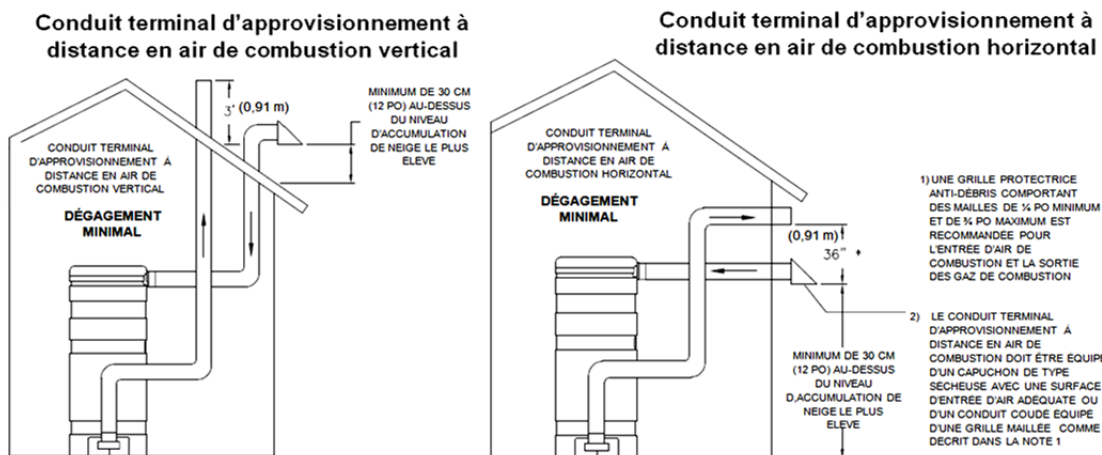 Conduit terminal d'approvisionnement à
distance en air de combustion vertical
3' (0,91 m)
MINIMUM DE 30 CM
(12 PO) AU-DESSUS
DU NIVEAU
D'ACCUMULATION
DE NEIGE LE PLUS
ELEVE
CONDUIT TERMINAL
D'APPROVISIONNEMENT Á
DISTANCE EN AIR DE
COMBUSTION VERTICAL
DÉGAGEMENT
MINIMAL
Conduit terminal d'approvisionnement à
distance en air de combustion horizontal
CONDUIT TERMINAL
D'APPROVISIONNEMENT Á
DISTANCE EN AIR DE
COMBUSTION HORIZONTAL
DÉGAGEMENT
MINIMAL
(0,91 m)
36"
MINIMUM DE 30 CM
(12 PO) AU-DESSUS
DU NIVEAU
D,ACCUMULATION DE
NEIGE LE PLUS
ELEVE
1) UNE GRILLE PROTECTRICE
ANTI-DÉBRIS COMPORTANT
DES MAILLES DE ¼ PO MINIMUM
ET DE ¾ PO MAXIMUM EST
RECOMMANDÉE POUR
L'ENTRÉE D'AIR DE
COMBUSTION ET LA SORTIE
DES GAZ DE COMBUSTION
2) LE CONDUIT TERMINAL
D'APPROVISIONNEMENT Á
DISTANCE EN AIR DE
COMBUSTION DOIT ÊTRE ÉQUIPÉ
D'UN CAPUCHON DE TYPE
SÉCHEUSE AVEC UNE SURFACE
D'ENTRÉE D'AIR ADÉQUATE OU
D'UN CONDUIT COUDÉ ÉQUIPÉ
D'UNE GRILLE MAILLÉE COMME
DÉCRIT DANS LA NOTE 1